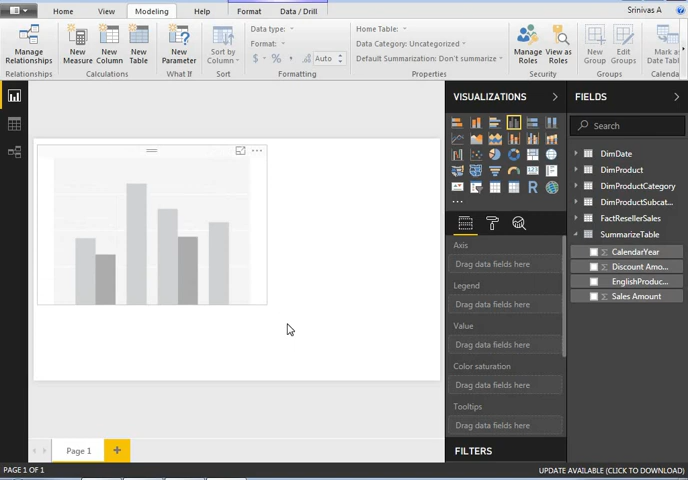 Srinivas A
Home View Modeling Help Format Data / Drill
Manage Relationships
Relationships
New Measure
New Column
New Table
Calculations
New Parameter
What If
Sort by Column
Sort
Data type:
Format:
$ % , Auto
Formatting
Home Table:
Data Category: Uncategorized
Default Summarization: Don't summarize
Properties
Manage Roles
View as Roles
Security
New Group
Edit Groups
Groups
Mark as Date Table
Calenda
VISUALIZATIONS
R
Axis
Drag data fields here
Legend
Drag data fields here
Value
Drag data fields here
Color saturation
Drag data fields here
Tooltips
Drag data fields here
FILTERS
FIELDS
Search
DimDate
DimProduct
DimProductCategory
DimProductSubcat...
FactResellerSales
SummarizeTable
CalendarYear
Discount Amo...
EnglishProduc...
Sales Amount
Page 1
PAGE 1 OF 1
UPDATE AVAILABLE (CLICK TO DOWNLOAD)